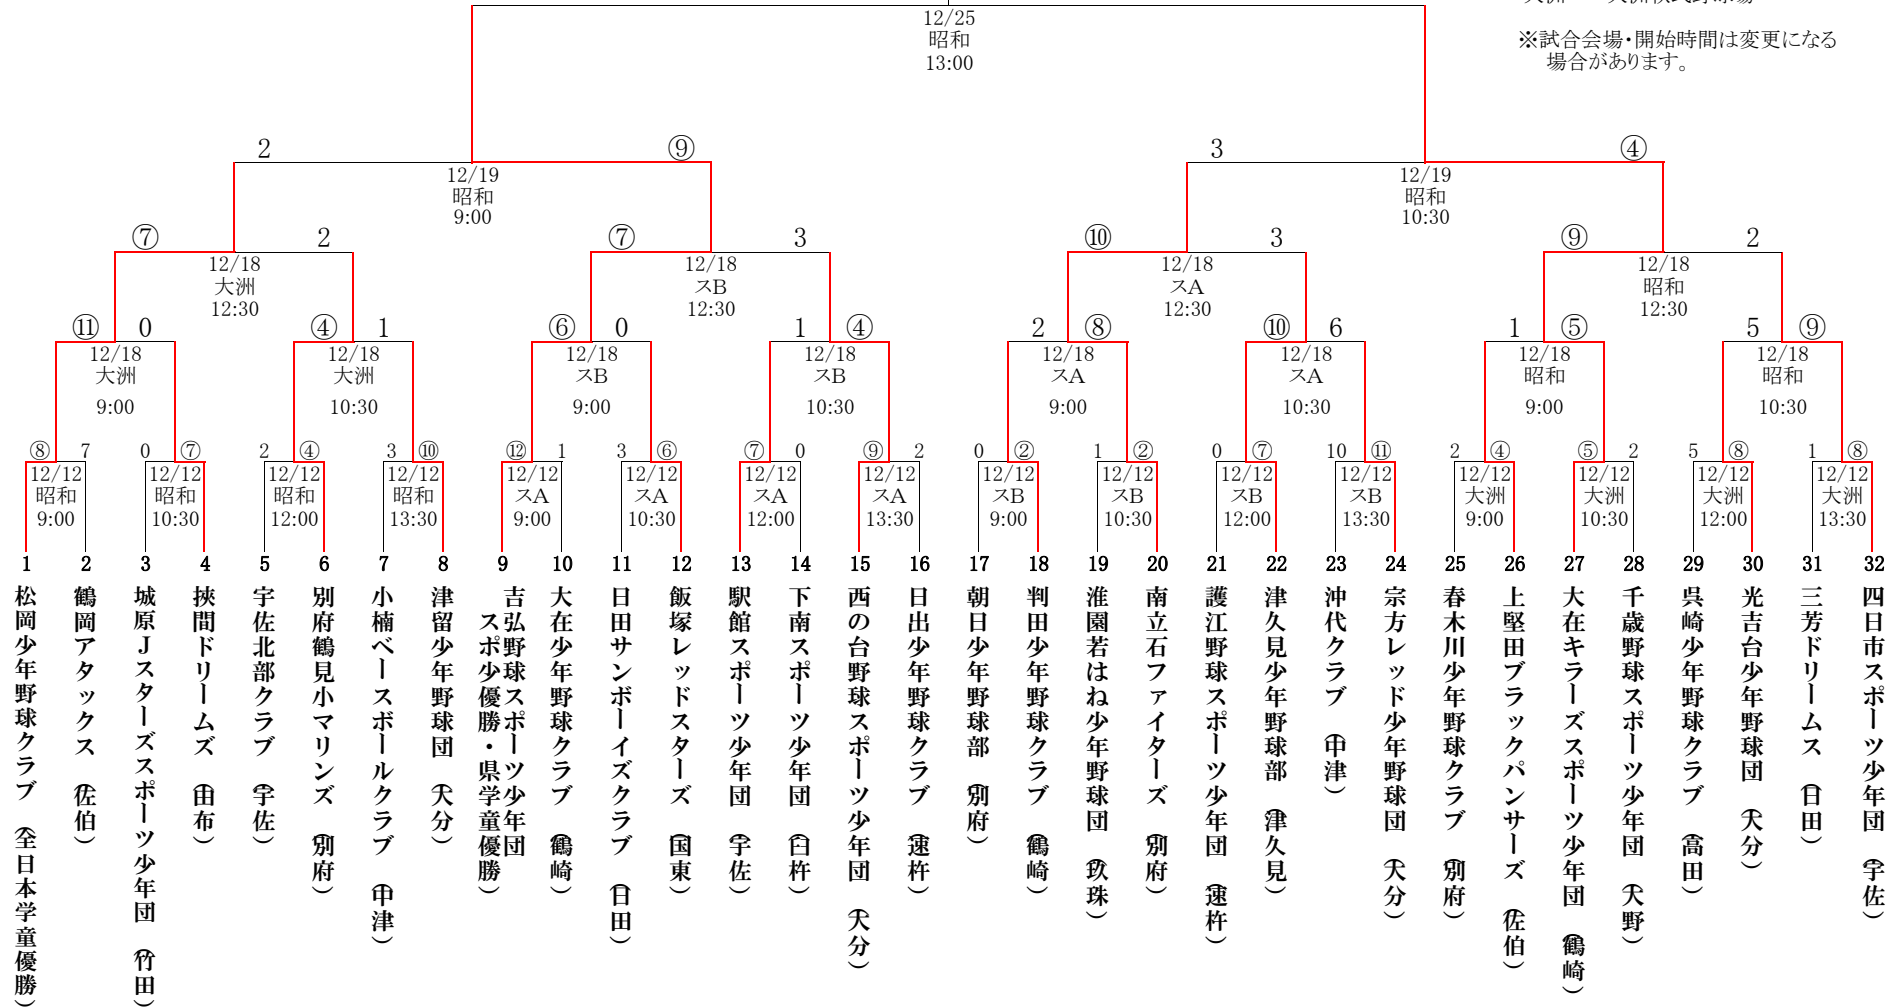 12/25
昭和
13:00
※試合会場・開始時間は変更になる
場合があります。
2 ⑨ 3 ④
12/19 12/19
昭和 昭和
9:00 10:30
⑦ 2 ⑦ 3 ⑩ 3 ⑨ 2
12/18 12/18 12/18 12/18
大洲 スB スA 昭和
12:30 12:30 12:30 12:30
⑪ 0 ④ 1 ⑥ 0 1 ④ 2 ⑧ ⑩ 6 1 ⑤ 5 ⑨
12/18 12/18 12/18 12/18 12/18 12/18 12/18 12/18
大洲 大洲 スB スB スA スA 昭和 昭和
9:00 10:30 9:00 10:30 9:00 10:30 9:00 10:30
⑧ 7 0 ⑦ 2 ④ 3 ⑩ ⑫ 1 3 ⑥ ⑦ 0 ⑨ 2 0 ② 1 ② 0 ⑦ 10 ⑪ 2 ④ ⑤ 2 5 ⑧ 1 ⑧
12/12 12/12 12/12 12/12 12/12 12/12 12/12 12/12 12/12 12/12 12/12 12/12 12/12 12/12 12/12 12/12
昭和 昭和 昭和 昭和 スA スA スA スA スB スB スB スB 大洲 大洲 大洲 大洲
9:00 10:30 12:00 13:30 9:00 10:30 12:00 13:30 9:00 10:30 12:00 13:30 9:00 10:30 12:00 13:30
1 2 3 4 5 6 7 8 9 10 11 12 13 14 15 16 17 18 19 20 21 22 23 24 25 26 27 28 29 30 31 32
松岡少年野球クラブ (全日本学童優勝)
鶴岡アタックス (佐伯)
城原Jスターズスポーツ少年団 (竹田)
挾間ドリームズ (由布)
宇佐北部クラブ (宇佐)
別府鶴見小マリンズ (別府)
小楠ベースボールクラブ (中津)
津留少年野球団 (大分)
吉弘野球スポーツ少年団
スポ少優勝・県学童優勝)
大在少年野球クラブ (鶴崎)
日田サンボーイズクラブ (日田)
飯塚レッドスターズ (国東)
駅館スポーツ少年団 (宇佐)
下南スポーツ少年団 (臼杵)
西の台野球スポーツ少年団 (大分)
日出少年野球クラブ (速杵)
朝日少年野球部 (別府)
判田少年野球クラブ (鶴崎)
淮園若はね少年野球団 (玖珠)
南立石ファイターズ (別府)
護江野球スポーツ少年団 (速杵)
津久見少年野球部 (津久見)
沖代クラブ (中津)
宗方レッド少年野球団 (大分)
春木川少年野球クラブ (別府)
上堅田ブラックパンサーズ (佐伯)
大在キラーズスポーツ少年団 (鶴崎)
千歳野球スポーツ少年団 (大野)
呉崎少年野球クラブ (高田)
光吉台少年野球団 (大分)
三芳ドリームス (日田)
四日市スポーツ少年団 (宇佐)